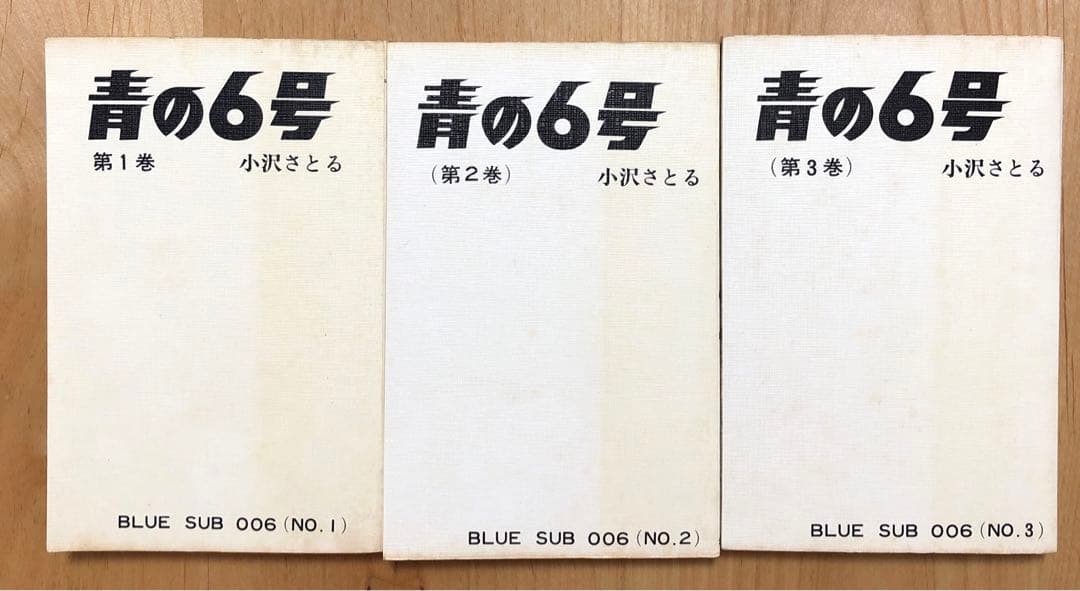 青の6号
第1巻 小沢さとる
BLUE SUB 006(NO.1)
青の6号
(第2巻) 小沢さとる
BLUE SUB 006(NO.2)
青の6号
(第3巻) 小沢さとる
BLUE SUB 006(NO.3)